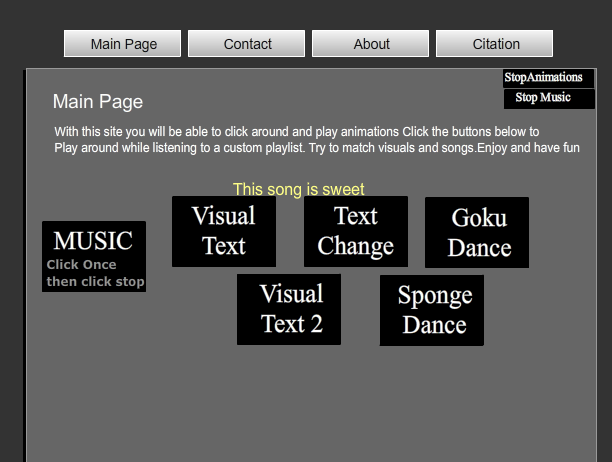 Main Page
Contact
About
Citation
StopAnimations
Stop Music
Main Page
With this site you will be able to click around and play animations Click the buttons below to
Play around while listening to a custom playlist. Try to match visuals and songs.Enjoy and have fun
This song is sweet
MUSIC
Click Once
then click stop
Visual
Text
Text
Change
Goku
Dance
Visual
Text 2
Sponge
Dance